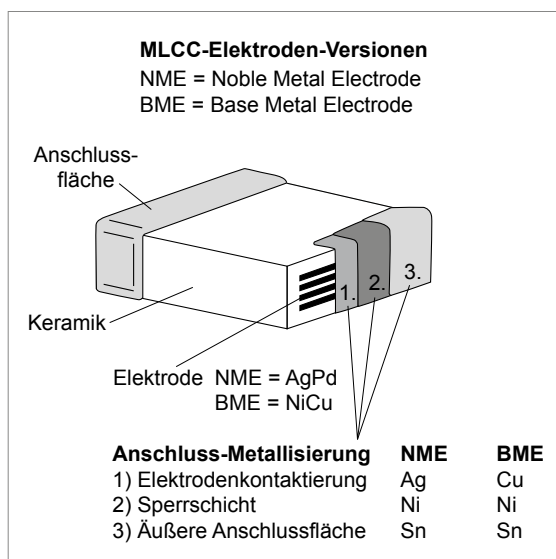 MLCC-Elektroden-Versionen
NME = Noble Metal Electrode
BME = Base Metal Electrode
Anschluss-
fläche
1.
2.
3.
Keramik
Elektrode NME = AgPd
BME = NiCu
Anschluss-Metallisierung NME BME
1) Elektrodenkontaktierung Ag Cu
2) Sperrschicht Ni Ni
3) Äußere Anschlussfläche Sn Sn